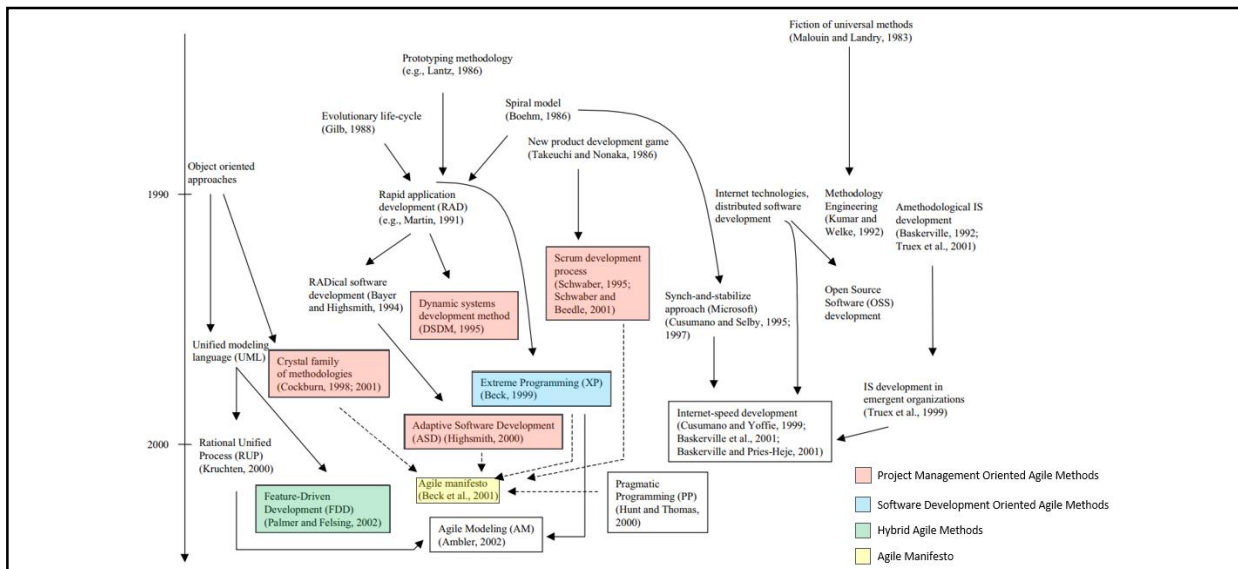 Fiction of universal methods
(Malouin and Landry, 1983)
Prototyping methodology
(e.g., Lantz, 1986)
Spiral model
(Boehm, 1986)
Evolutionary life-cycle
(Gilb, 1988)
New product development game
(Takeuchi and Nonaka, 1986)
Object oriented
approaches
1990
Rapid application
development (RAD)
(e.g., Martin, 1991)
Internet technologies,
distributed software
development
Methodology
Engineering
(Kumar and
Welke, 1992)
Amethodological IS
development
(Baskerville, 1992;
Truex et al., 2001)
Scrum development
process
(Schwaber, 1995;
Schwaber and
Beedle, 2001)
RADical software
development (Bayer
and Highsmith, 1994)
Dynamic systems
development method
(DSDM, 1995)
Synch-and-stabilize
approach (Microsoft)
(Cusumano and Selby, 1995;
1997)
Open Source
Software (OSS)
development
Unified modeling
language (UML)
Crystal family
of methodologies
(Cockburn, 1998; 2001)
Extreme Programming (XP)
(Beck, 1999)
IS development in
emergent organizations
(Truex et al., 1999)
Adaptive Software Development
(ASD) (Highsmith, 2000)
Internet-speed development
(Cusumano and Yoffie, 1999;
Baskerville et al., 2001;
Baskerville and Pries-Heje, 2001)
2000
Rational Unified
Process (RUP)
(Kruchten, 2000)
Agile manifesto
(Beck et al., 2001)
Pragmatic
Programming (PP)
(Hunt and Thomas,
2000)
Feature-Driven
Development (FDD)
(Palmer and Felsing, 2002)
Agile Modeling (AM)
(Ambler, 2002)
Project Management Oriented Agile Methods
Software Development Oriented Agile Methods
Hybrid Agile Methods
Agile Manifesto